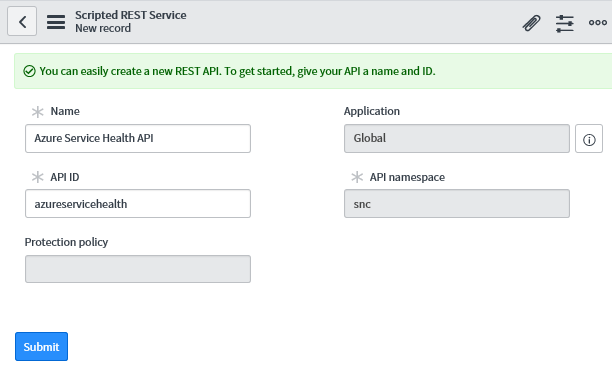 Scripted REST Service
New record
You can easily create a new REST API. To get started, give your API a name and ID.
Name
Application
Azure Service Health API
Global
API ID
API namespace
azureservicehealth
snc
Protection policy
Submit